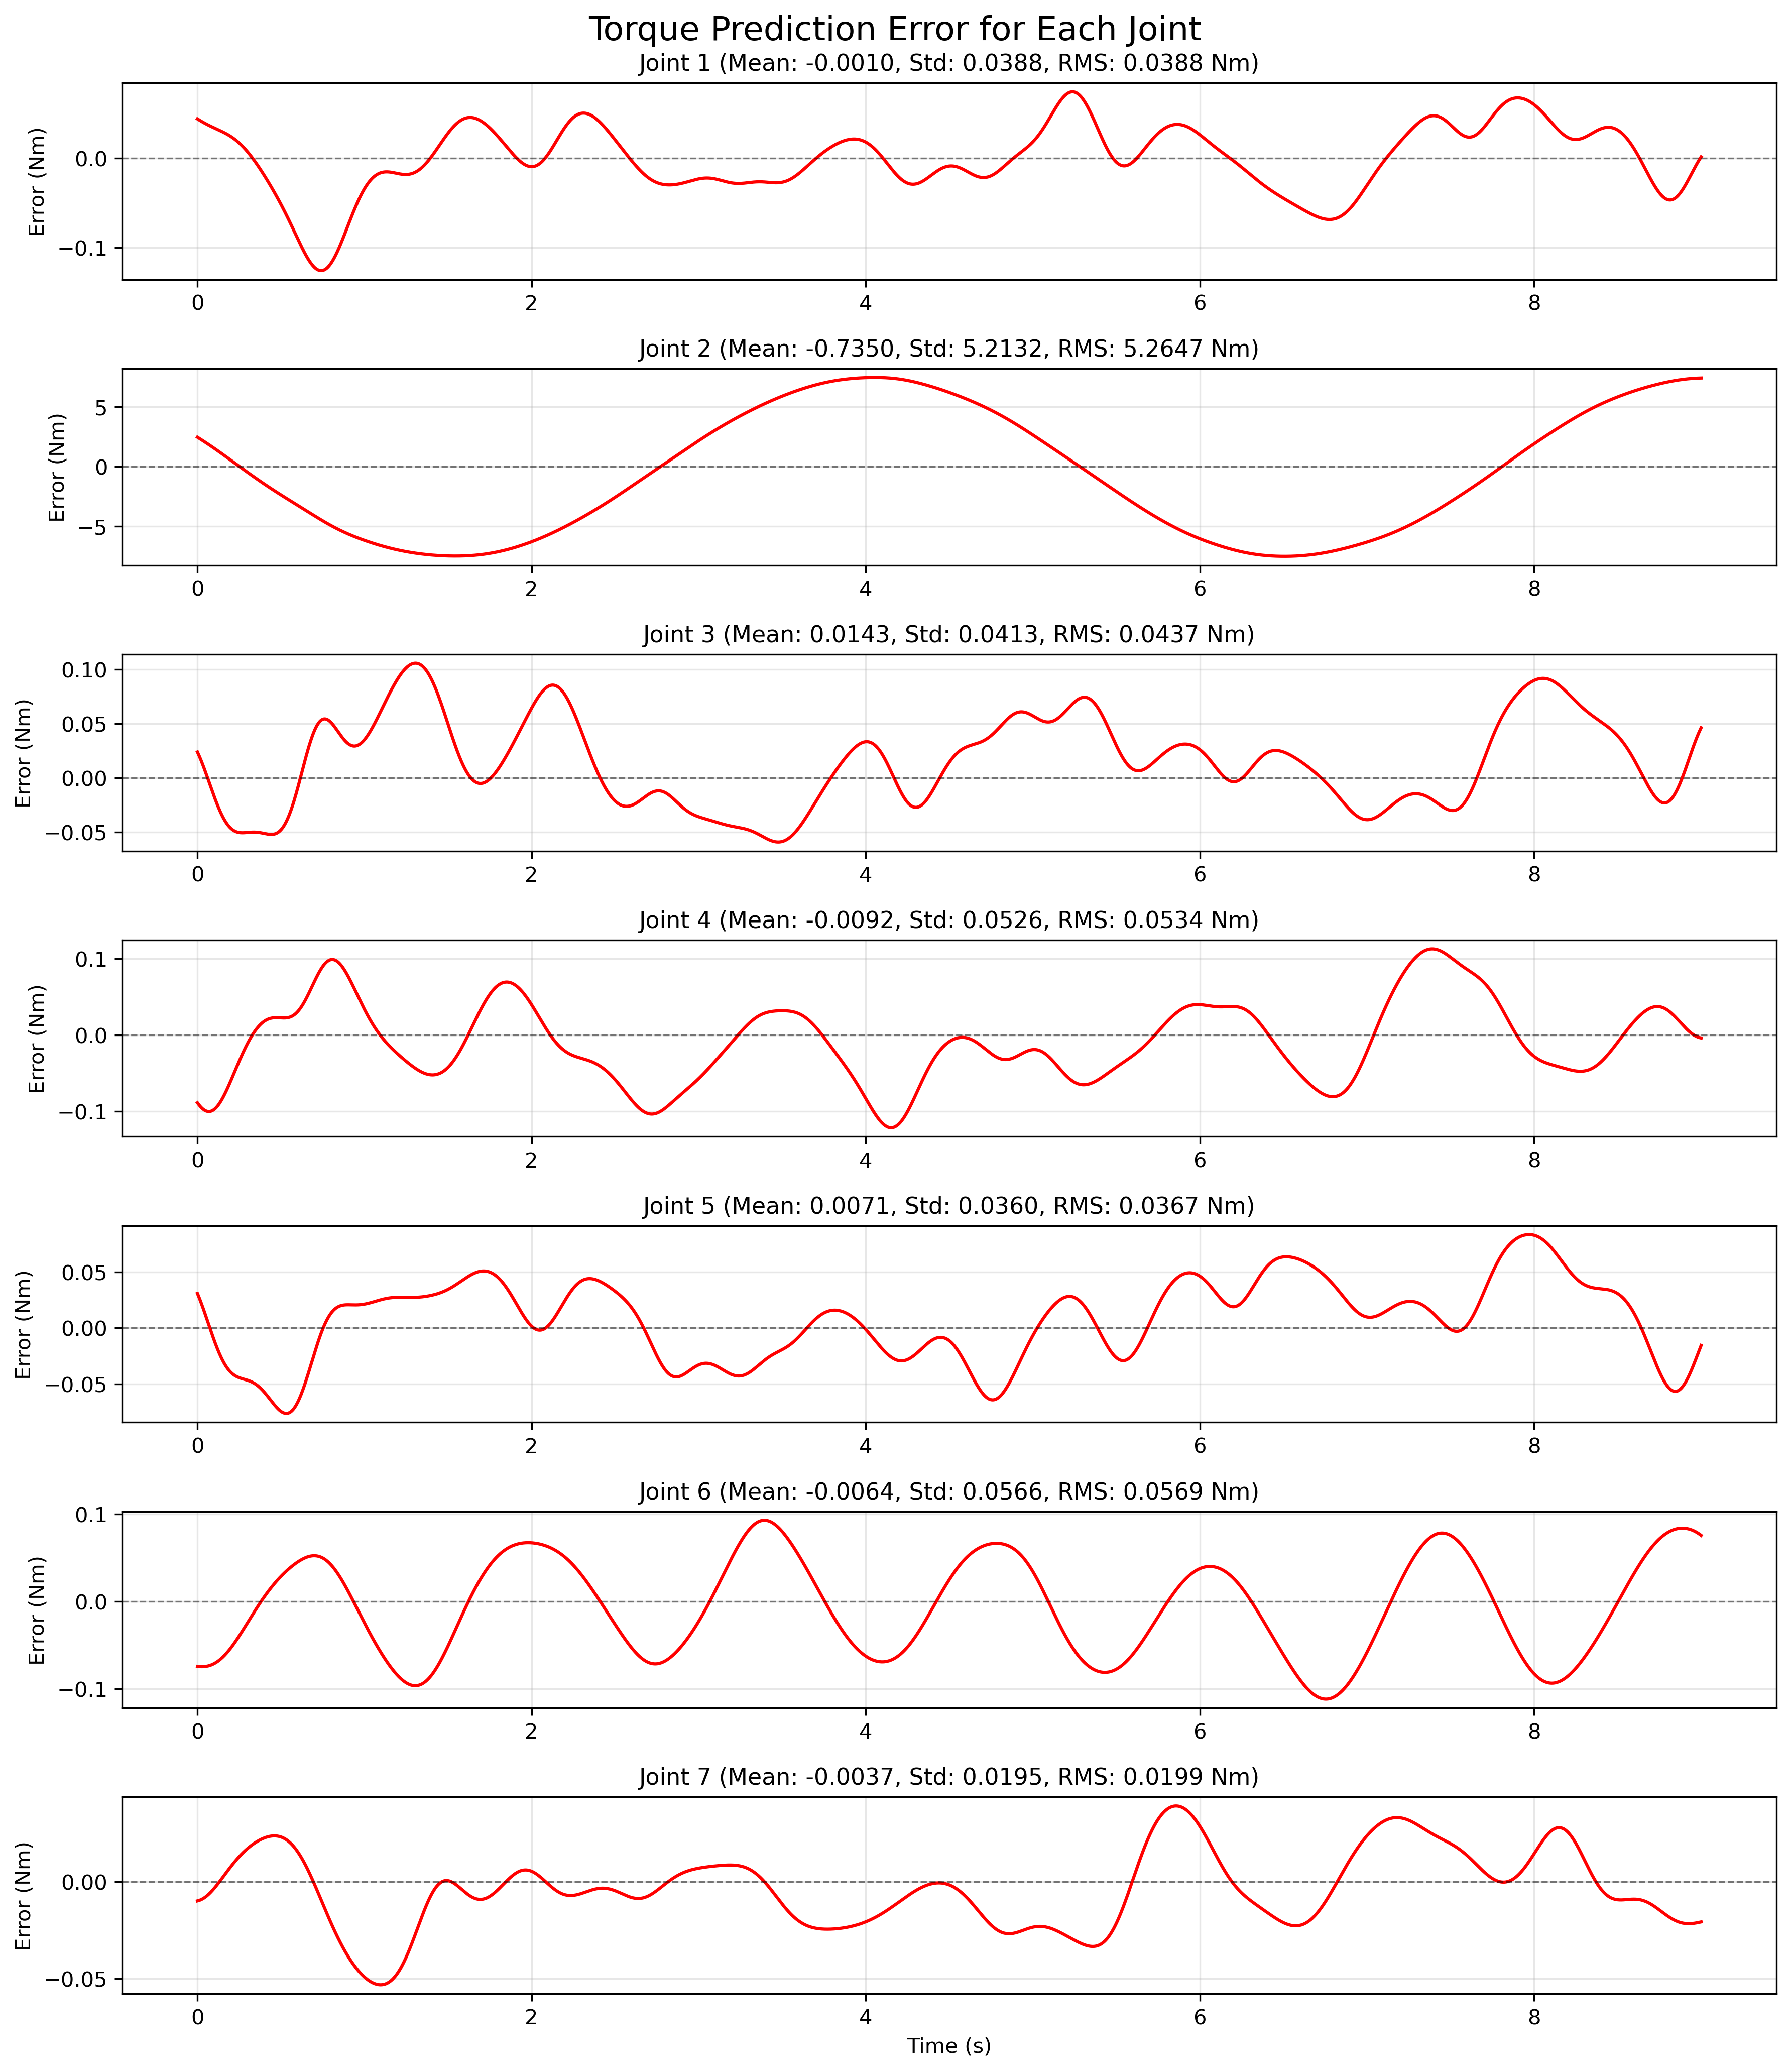 Torque Prediction Error for Each Joint
Joint 1 (Mean: -0.0010, Std: 0.0388, RMS: 0.0388 Nm)
Error (Nm)
0.0
−0.1
0 2 4 6 8
Joint 2 (Mean: -0.7350, Std: 5.2132, RMS: 5.2647 Nm)
Error (Nm)
5
0
−5
0 2 4 6 8
Joint 3 (Mean: 0.0143, Std: 0.0413, RMS: 0.0437 Nm)
Error (Nm)
0.10
0.05
0.00
−0.05
0 2 4 6 8
Joint 4 (Mean: -0.0092, Std: 0.0526, RMS: 0.0534 Nm)
Error (Nm)
0.1
0.0
−0.1
0 2 4 6 8
Joint 5 (Mean: 0.0071, Std: 0.0360, RMS: 0.0367 Nm)
Error (Nm)
0.05
0.00
−0.05
0 2 4 6 8
Joint 6 (Mean: -0.0064, Std: 0.0566, RMS: 0.0569 Nm)
Error (Nm)
0.1
0.0
−0.1
0 2 4 6 8
Joint 7 (Mean: -0.0037, Std: 0.0195, RMS: 0.0199 Nm)
Error (Nm)
0.00
−0.05
0 2 4 6 8
Time (s)